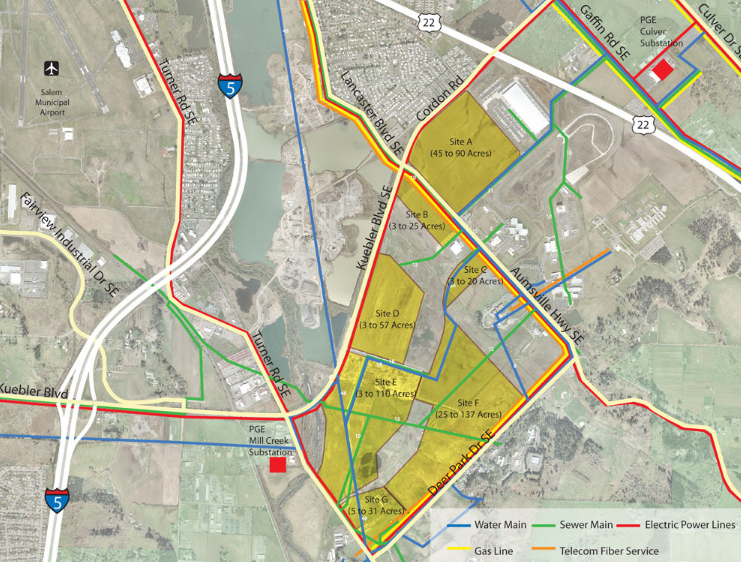 22
Gaffin Rd SE
PGE
Culver
Substation
Culver Dr SE
Turner Rd SE
5
Salem
Municipal
Airport
Lancaster Blvd SE
Cordon Rd
22
Site A
(45 to 90 Acres)
Fairview Industrial Dr SE
Kuebler Blvd SE
Site B
(3 to 25 Acres)
Site C
(3 to 20 Acres)
Aumsville Hwy SE
Site D
(3 to 57 Acres)
Turner Rd SE
Kuebler Blvd
Site E
(3 to 110 Acres)
Site F
(25 to 137 Acres)
PGE
Mill Creek
Substation
Deer Park Dr SE
5
Site G
(5 to 31 Acres)
Water Main
Sewer Main
Electric Power Lines
Gas Line
Telecom Fiber Service